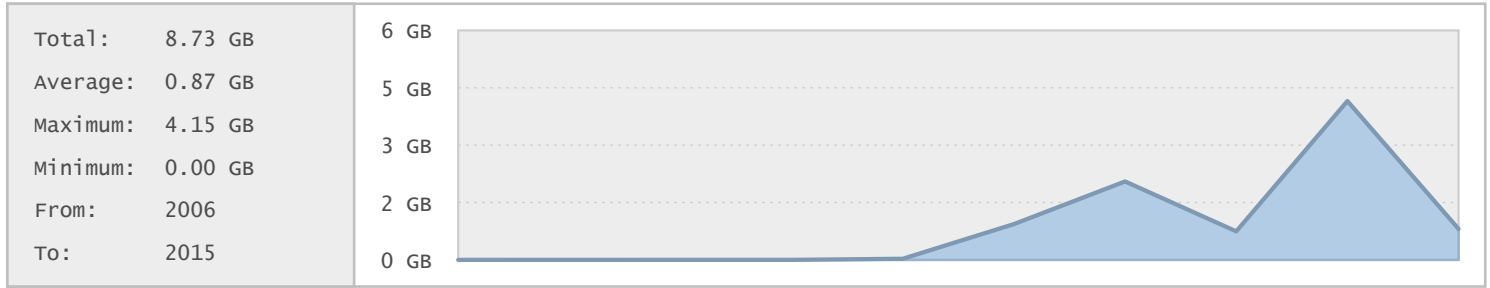 Total: 8.73 GB
Average: 0.87 GB
Maximum: 4.15 GB
Minimum: 0.00 GB
From: 2006
To: 2015
6 GB
5 GB
3 GB
2 GB
0 GB